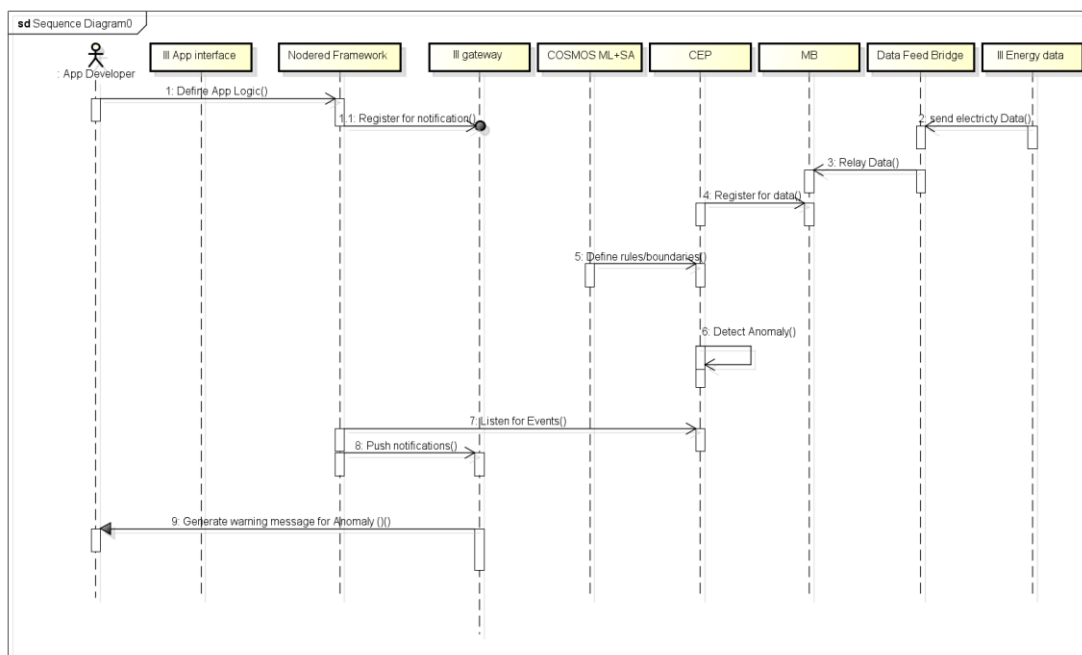 sd Sequence Diagram0
: App Developer
III App interface
Nodered Framework
III gateway
COSMOS ML+SA
CEP
MB
Data Feed Bridge
III Energy data
1: Define App Logic()
1.1: Register for notification()
2: send electricty Data()
3: Relay Data()
4: Register for data()
5: Define rules/boundaries()
6: Detect Anomaly()
7: Listen for Events()
8: Push notifications()
9: Generate warning message for Anomaly ()()